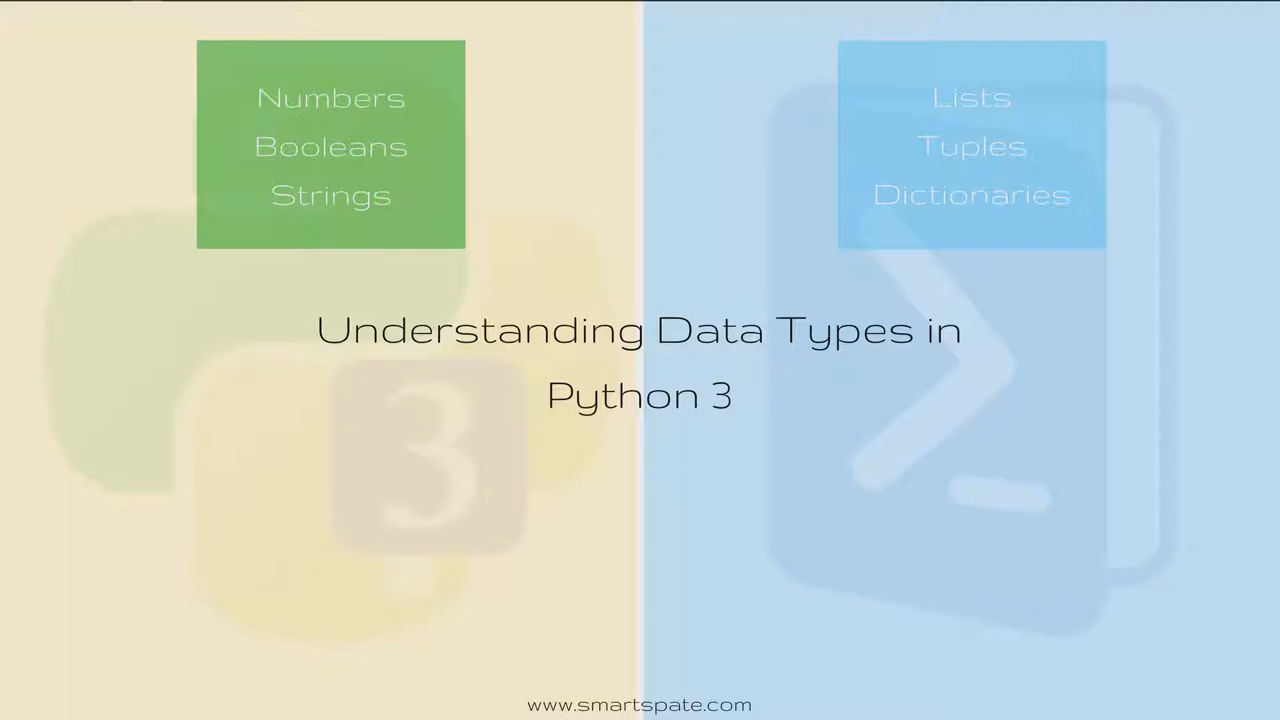 Numbers
Booleans
Strings
Lists
Tuples
Dictionaries
Understanding Data Types in
Python 3
3
www.smartspate.com